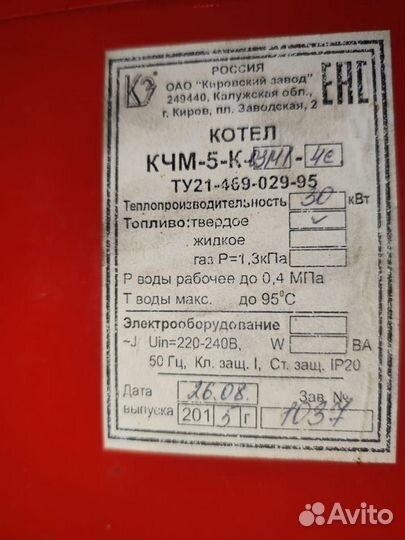 РОССИЯ
КЗ ОАО "Кировский завод" ЕАС
249440, Калужская обл.,
г. Киров, пл. Заводская, 2
КОТЕЛ
КЧМ-5-К-03М1-4с
ТУ21-469-029-95
Теплопроизводительность 30 кВт
Топливо: твердое ✓
жидкое
газ Р=1,3кПа
Р воды рабочее до 0,4 МПа
Т воды макс. до 95°С
Электрооборудование
~J Uin=220-240В, W ВА
50 Гц, Кл. защ. I, Ст. защ. IP20
Дата 26.08. Зав. №
выпуска 2015г 1037
Avito